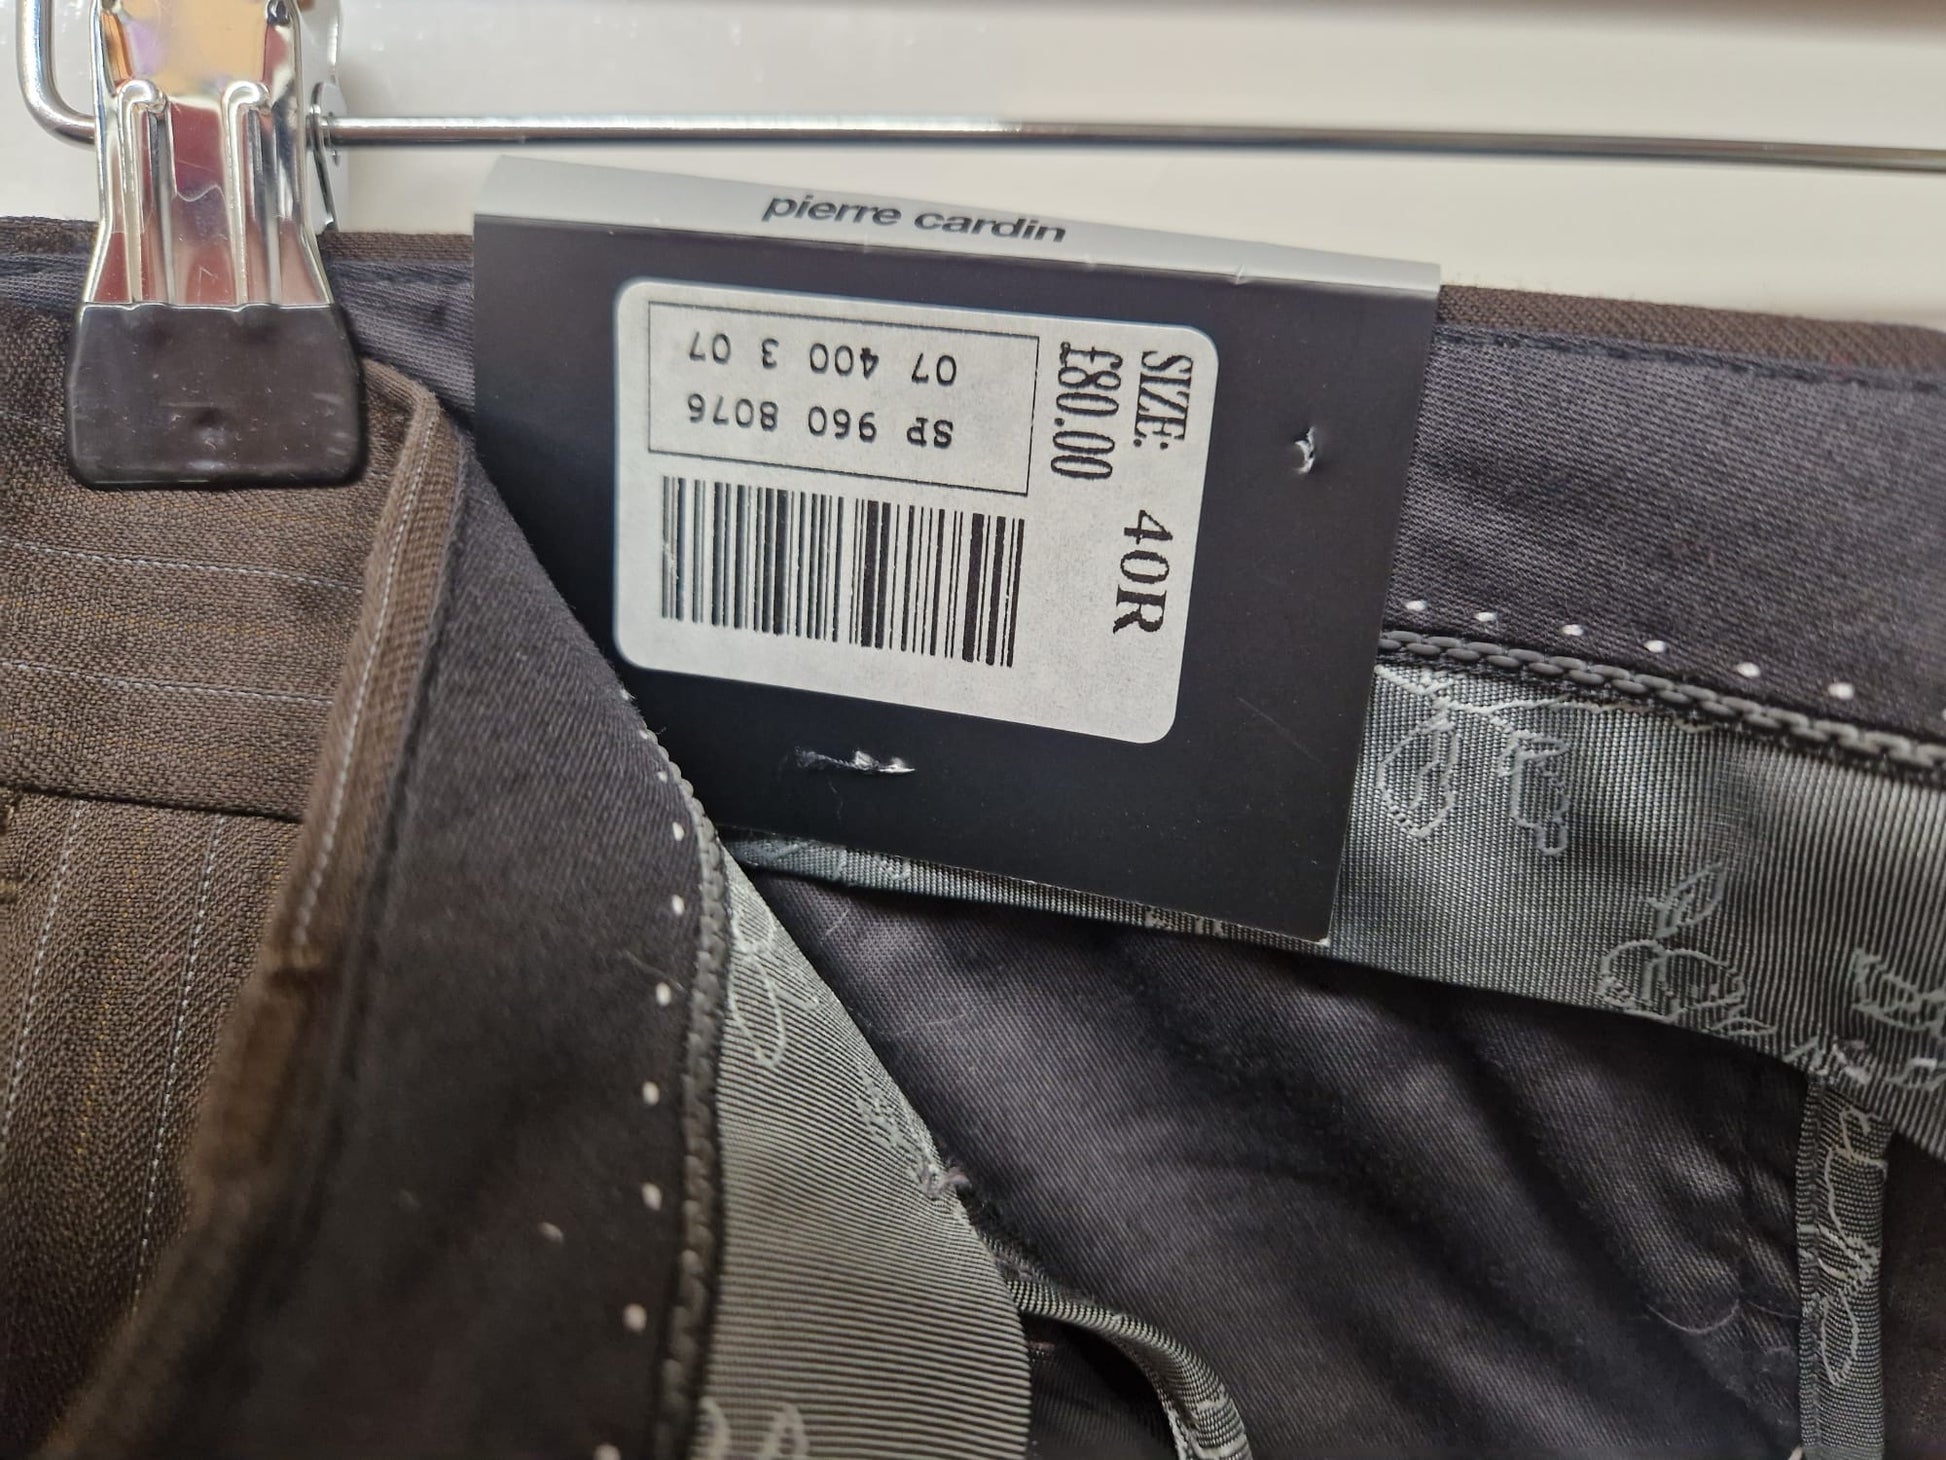 pierre cardin
SIZE: 40R
£80.00
SP 960 8076
07 400 3 07